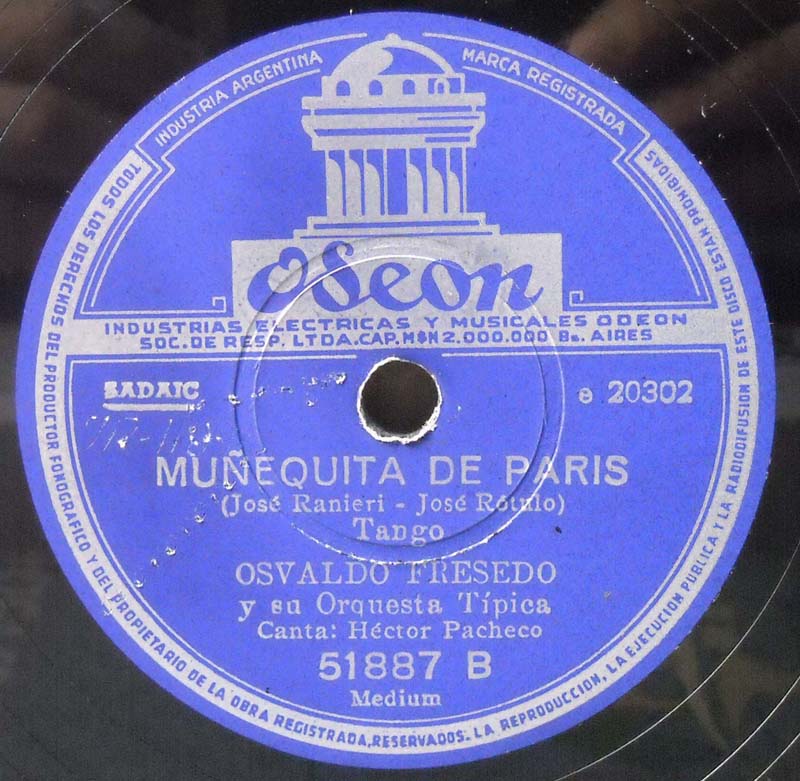 INDUSTRIA ARGENTINA
MARCA REGISTRADA
Odeon
INDUSTRIAS ELECTRICAS Y MUSICALES ODEON
SOC. DE RESP. LTDA. CAP. M$N 2.000.000 Bs. AIRES
SADAIC
e 20302
MUÑEQUITA DE PARIS
(José Ranieri - José Rótulo)
Tango
OSVALDO FRESEDO
y su Orquesta Típica
Canta: Héctor Pacheco
51887 B
Medium
TODOS LOS DERECHOS DEL PRODUCTOR FONOGRAFICO Y DEL PROPIETARIO DE LA OBRA REGISTRADA, RESERVADOS.- LA REPRODUCCION, LA EJECUCION PUBLICA Y LA RADIODIFUSION DE ESTE DISCO ESTAN PROHIBIDAS